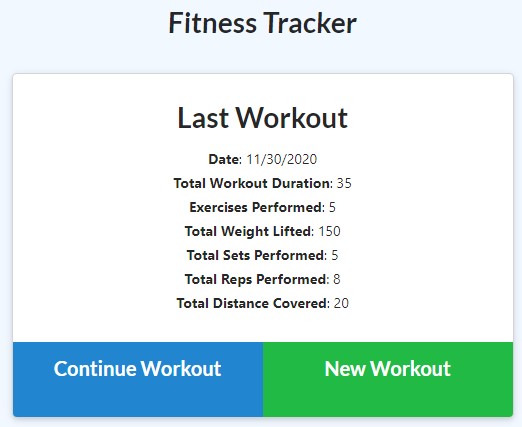 Fitness Tracker
Last Workout
Date: 11/30/2020
Total Workout Duration: 35
Exercises Performed: 5
Total Weight Lifted: 150
Total Sets Performed: 5
Total Reps Performed: 8
Total Distance Covered: 20
Continue Workout
New Workout